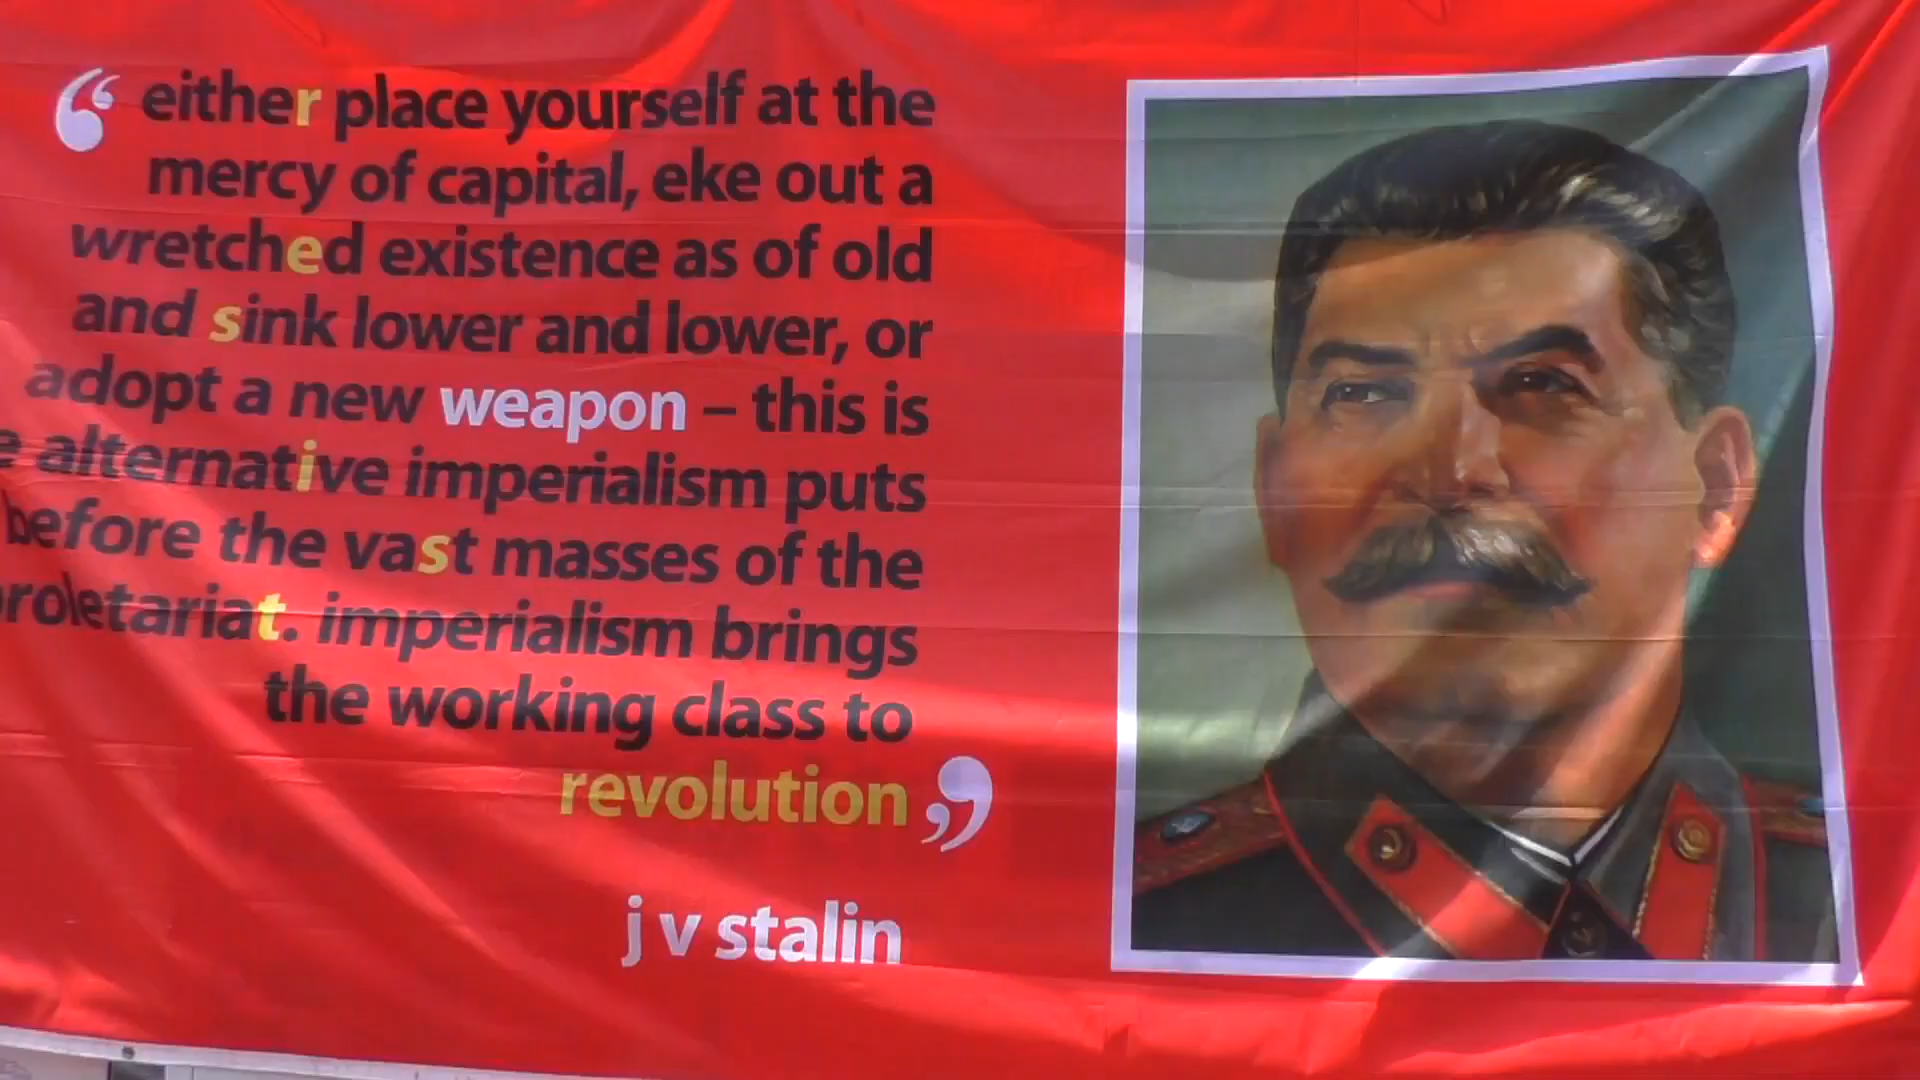 ‘ either place yourself at the
mercy of capital, eke out a
wretched existence as of old
and sink lower and lower, or
adopt a new weapon – this is
e alternative imperialism puts
before the vast masses of the
proletariat. imperialism brings
the working class to
revolution ’
j v stalin